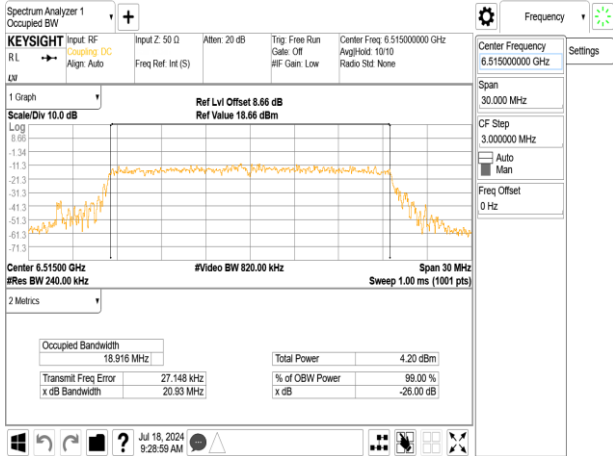 Spectrum Analyzer 1
Occupied BW
Frequency
KEYSIGHT
RL
LXI
Input: RF
Coupling: DC
Align: Auto
Input Z: 50 Ω
Freq Ref: Int (S)
Atten: 20 dB
Trig: Free Run
Gate: Off
#IF Gain: Low
Center Freq: 6.515000000 GHz
Avg|Hold: 10/10
Radio Std: None
Center Frequency
6.515000000 GHz
Settings
Span
30.000 MHz
CF Step
3.000000 MHz
Auto
Man
Freq Offset
0 Hz
1 Graph
Scale/Div 10.0 dB
Ref Lvl Offset 8.66 dB
Ref Value 18.66 dBm
Log
8.66
-1.34
-11.3
-21.3
-31.3
-41.3
-51.3
-61.3
-71.3
Center 6.51500 GHz
#Res BW 240.00 kHz
#Video BW 820.00 kHz
Span 30 MHz
Sweep 1.00 ms (1001 pts)
2 Metrics
Occupied Bandwidth
18.916 MHz
Total Power 4.20 dBm
Transmit Freq Error 27.148 kHz
% of OBW Power 99.00 %
x dB Bandwidth 20.93 MHz
x dB -26.00 dB
?
Jul 18, 2024
9:28:59 AM